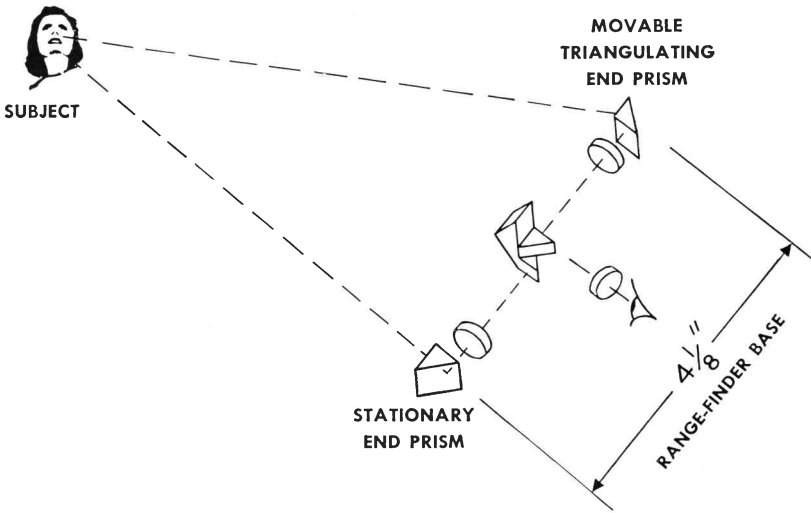 MOVABLE
TRIANGULATING
END PRISM
SUBJECT
4 1/8"
RANGE-FINDER BASE
STATIONARY
END PRISM